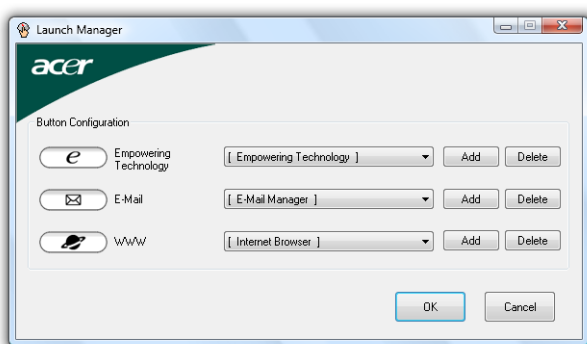 Launch Manager
acer
Button Configuration
e Empowering Technology [ Empowering Technology ] Add Delete
E-Mail [ E-Mail Manager ] Add Delete
WWW [ Internet Browser ] Add Delete
OK Cancel